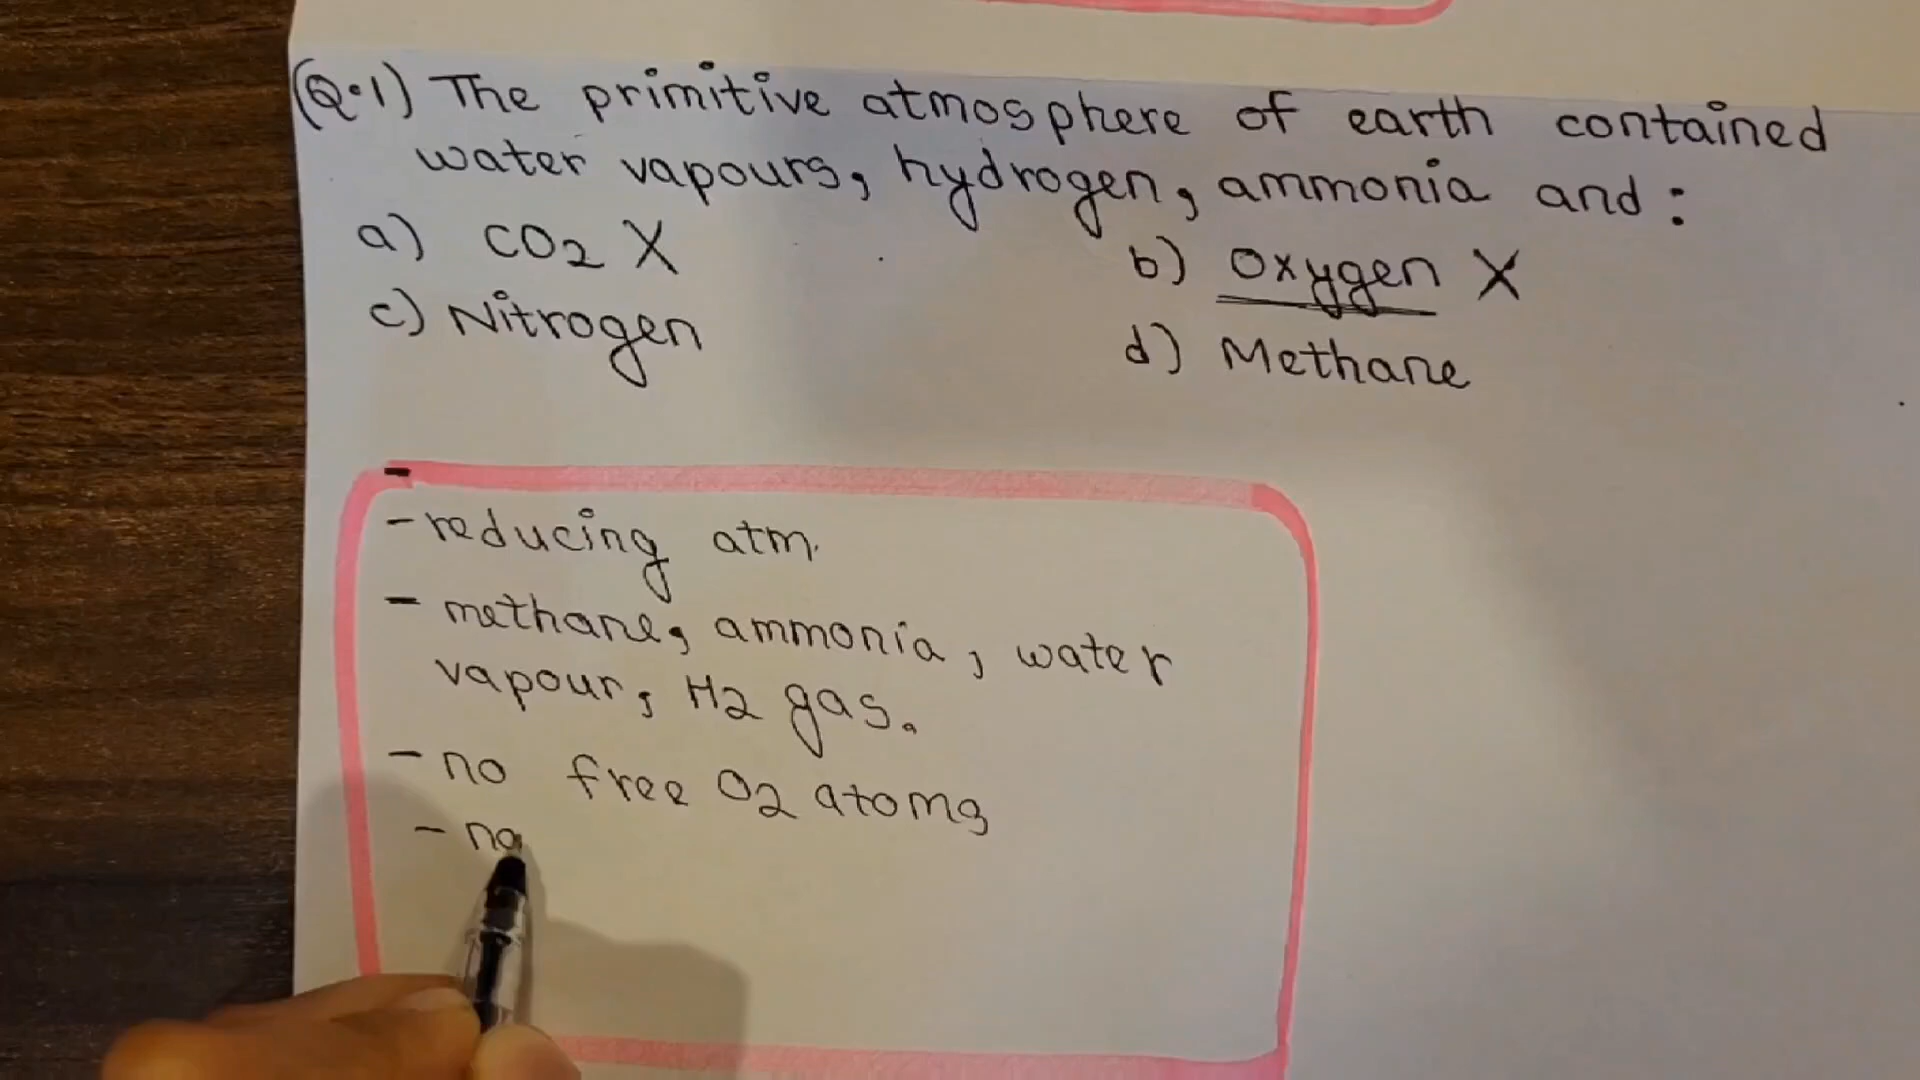 (Q.1) The primitive atmosphere of earth contained
water vapours, hydrogen, ammonia and:
a) CO2 X
b) Oxygen X
c) Nitrogen
d) Methane
- reducing atm.
- methane, ammonia, water
vapour, H2 gas.
- no free O2 atoms
- no